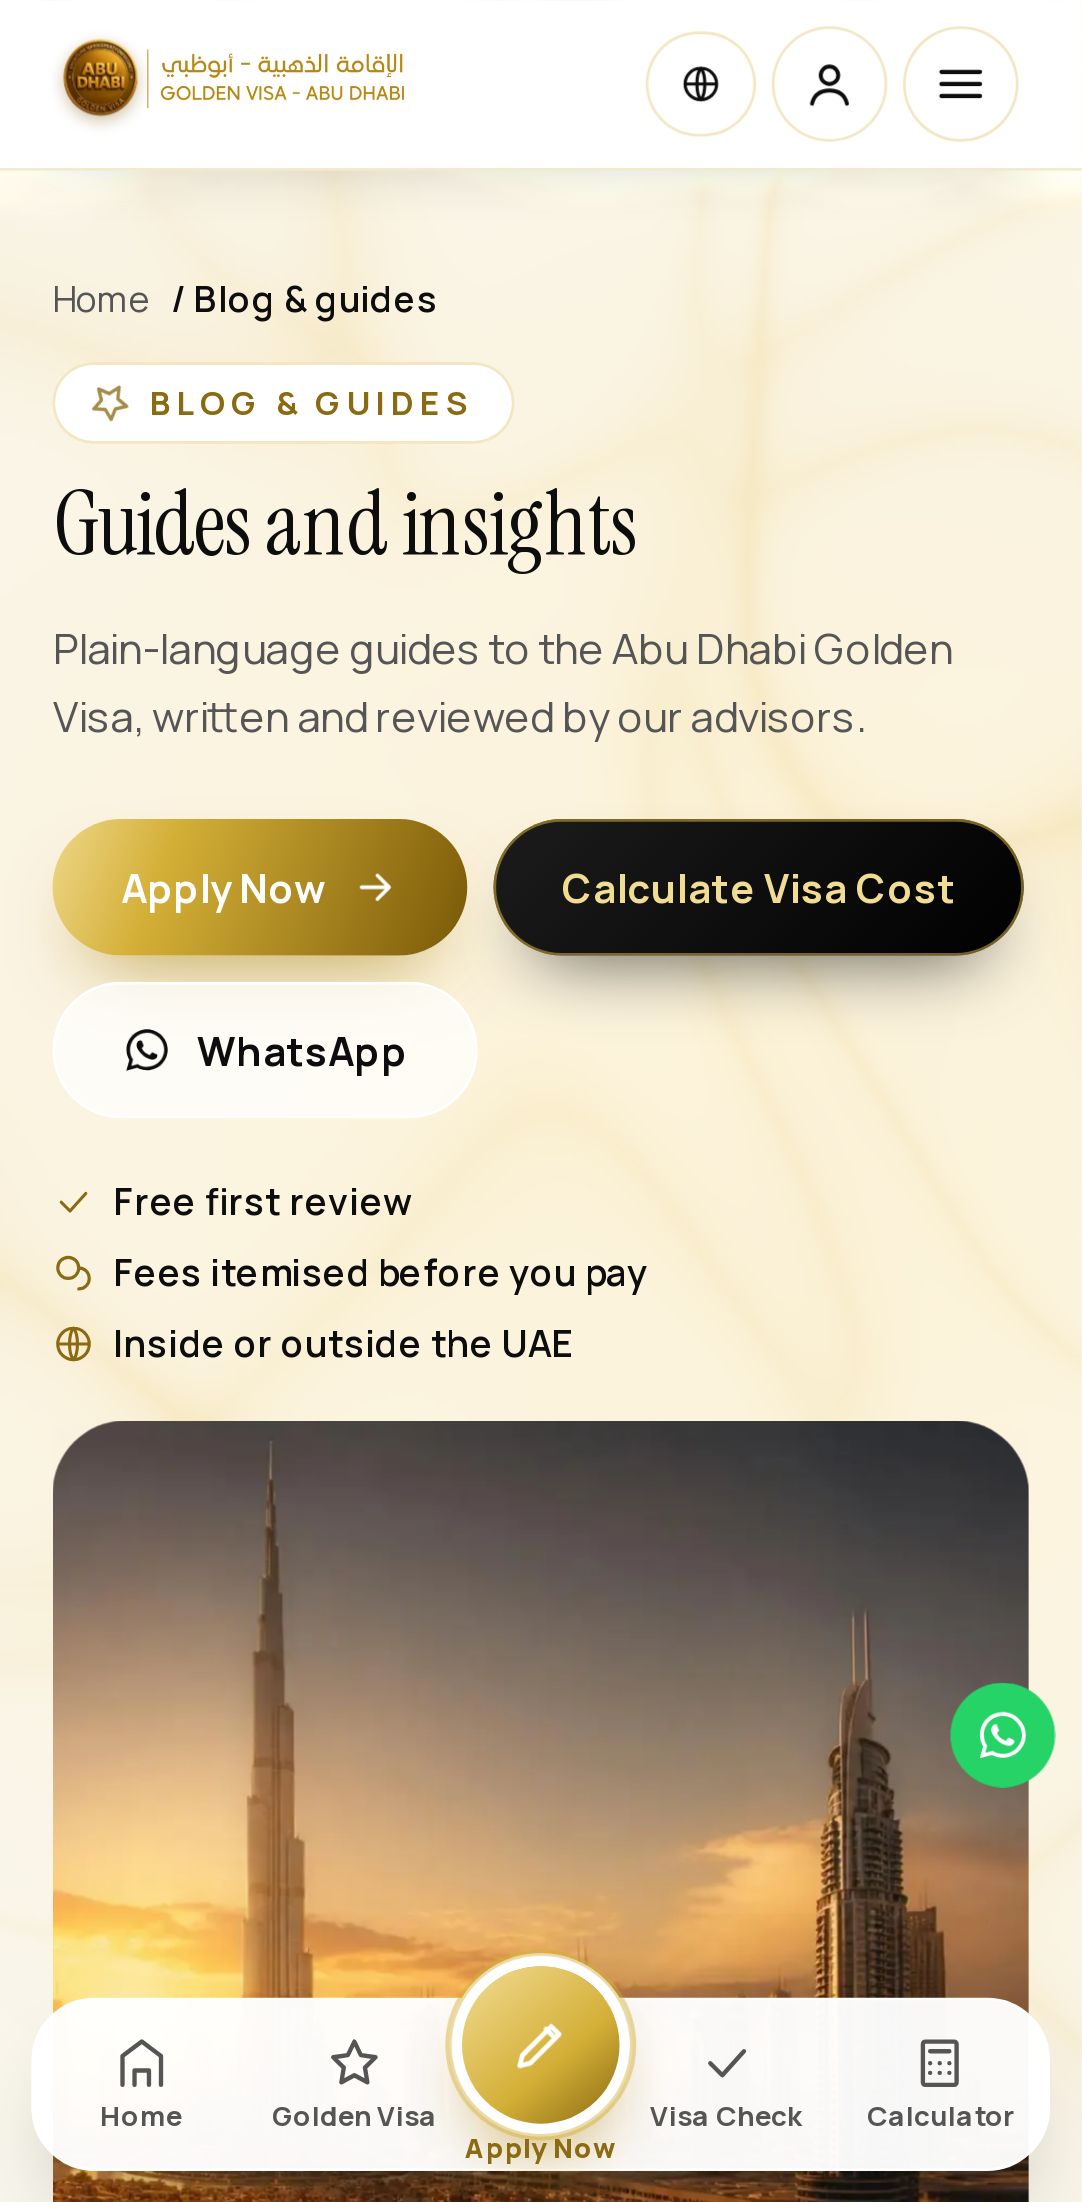 ABU
DHABI
الإقامة الذهبية - أبوظبي
GOLDEN VISA - ABU DHABI
Home / Blog & guides
BLOG & GUIDES
Guides and insights
Plain-language guides to the Abu Dhabi Golden
Visa, written and reviewed by our advisors.
Apply Now
Calculate Visa Cost
WhatsApp
Free first review
Fees itemised before you pay
Inside or outside the UAE
Home
Golden Visa
Apply Now
Visa Check
Calculator